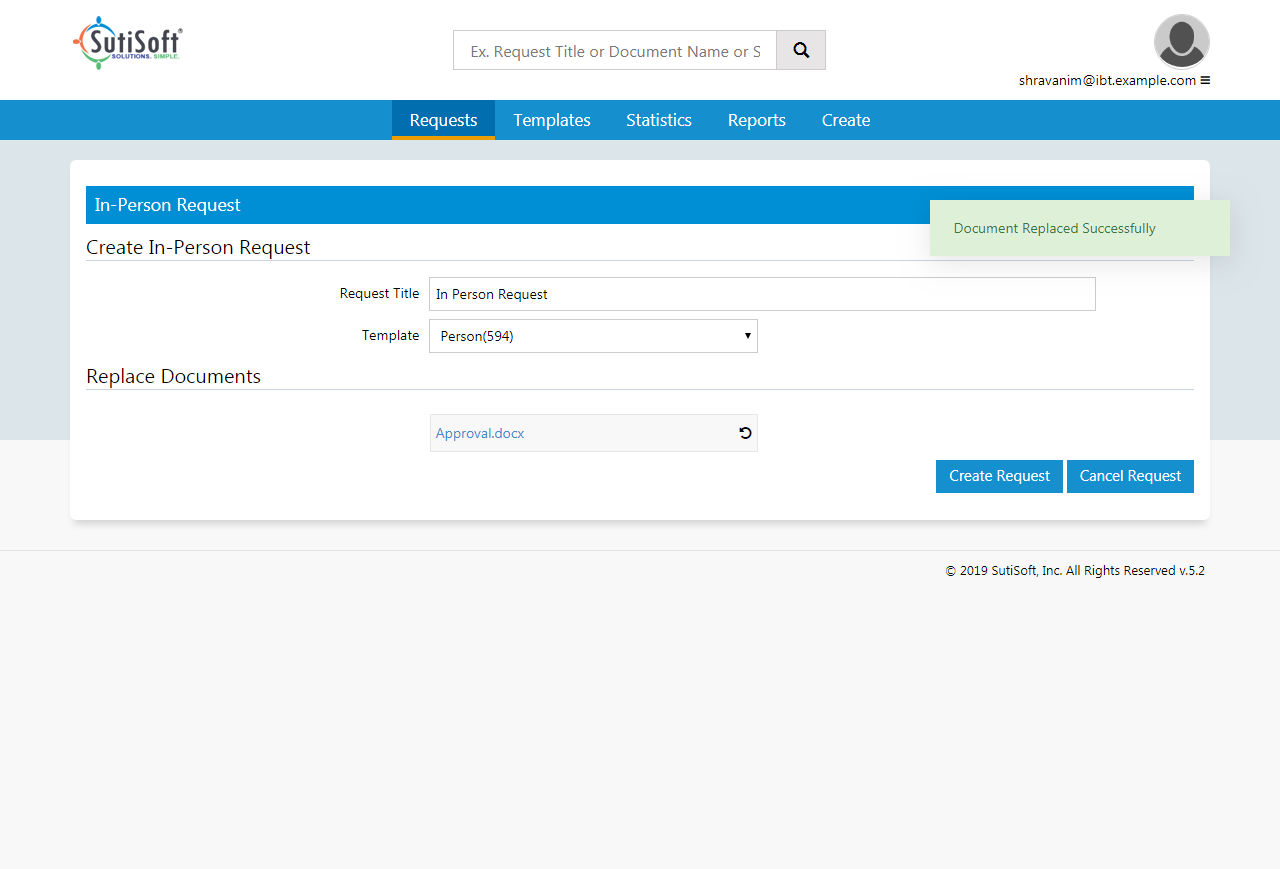 SutiSoft®
SOLUTIONS. SIMPLE.
Ex. Request Title or Document Name or S
shravanim@ibt.example.com
Requests Templates Statistics Reports Create
In-Person Request
Document Replaced Successfully
Create In-Person Request
Request Title In Person Request
Template Person(594)
Replace Documents
Approval.docx
Create Request Cancel Request
© 2019 SutiSoft, Inc. All Rights Reserved v.5.2